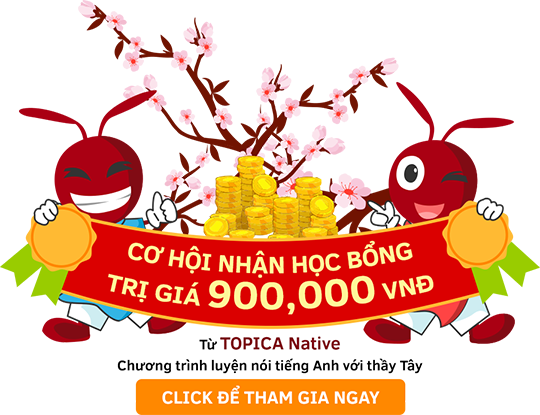 CƠ HỘI NHẬN HỌC BỔNG
TRỊ GIÁ 900,000 VNĐ
Từ TOPICA Native
Chương trình luyện nói tiếng Anh với thầy Tây
CLICK ĐỂ THAM GIA NGAY